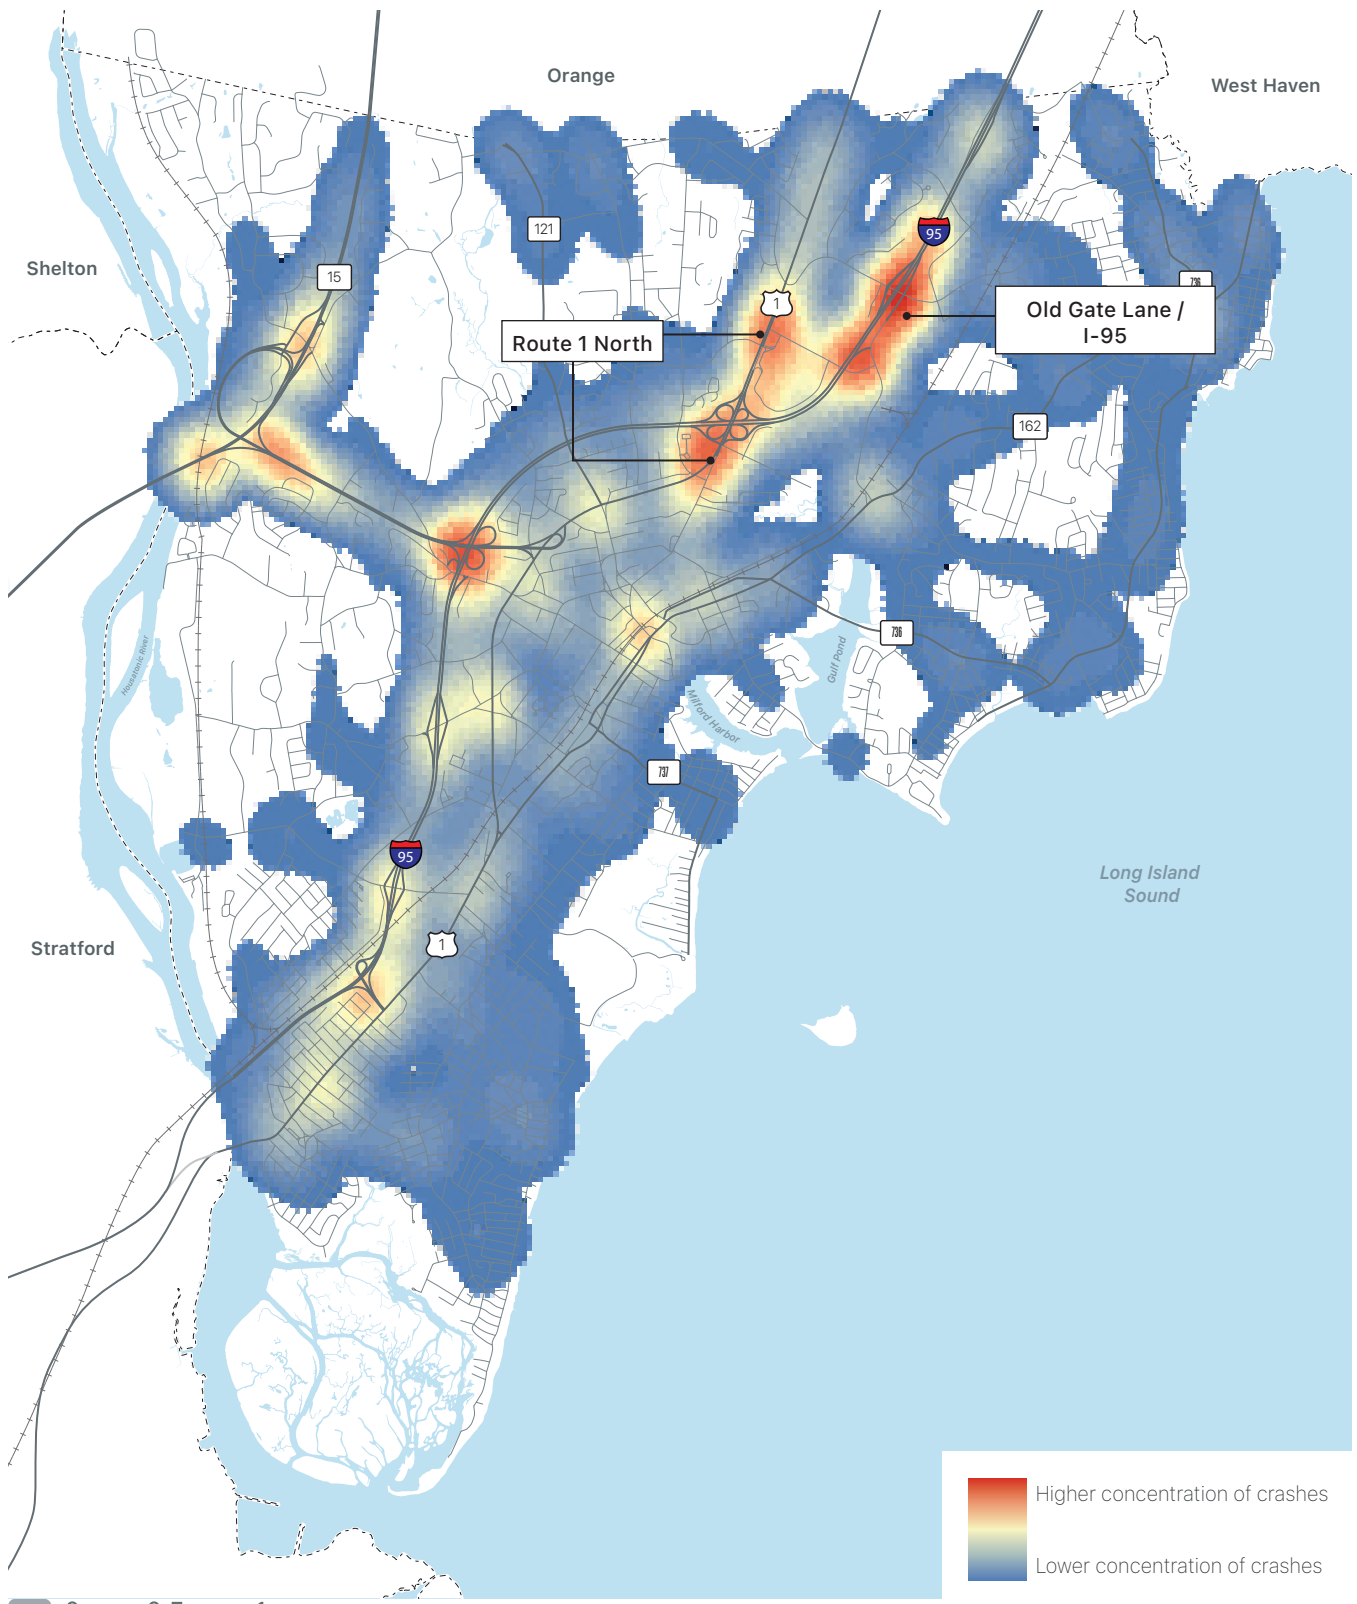 Orange
West Haven
Shelton
121
95
15
736
1
Old Gate Lane /
I-95
Route 1 North
162
736
Housatonic River
Gulf Pond
Milford Harbor
737
95
Long Island
Sound
1
Stratford
Higher concentration of crashes
Lower concentration of crashes